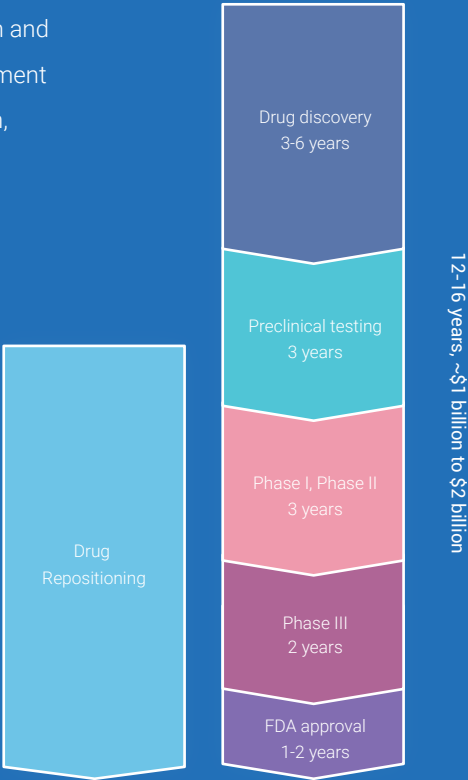 and
Drug discovery
3-6 years
Preclinical testing
3 years
Phase I, Phase II
3 years
Phase III
2 years
FDA approval
1-2 years
Drug
Repositioning
12-16 years, ~$1 billion to $2 billion